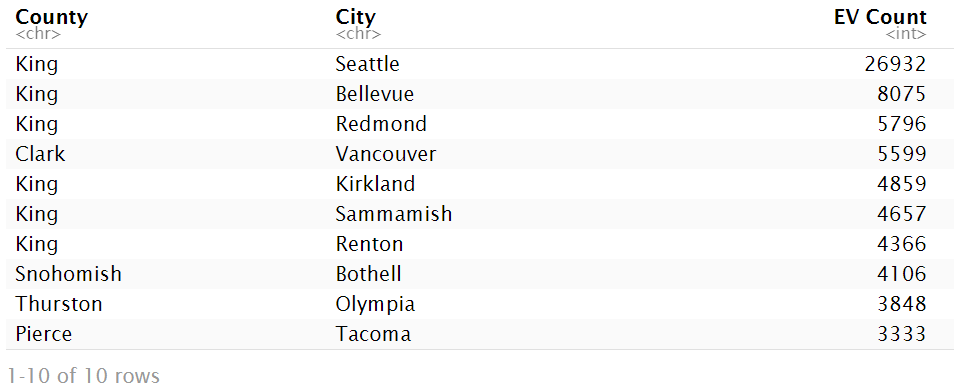 County City EV Count
<chr> <chr> <int>
King Seattle 26932
King Bellevue 8075
King Redmond 5796
Clark Vancouver 5599
King Kirkland 4859
King Sammamish 4657
King Renton 4366
Snohomish Bothell 4106
Thurston Olympia 3848
Pierce Tacoma 3333
1-10 of 10 rows